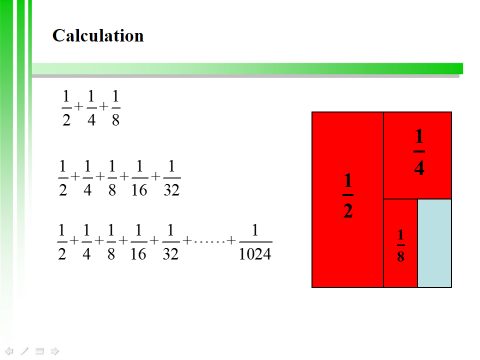 Calculation
1/2 + 1/4 + 1/8
1/2 + 1/4 + 1/8 + 1/16 + 1/32
1/2 + 1/4 + 1/8 + 1/16 + 1/32 + ...... + 1/1024
1/2
1/4
1/8